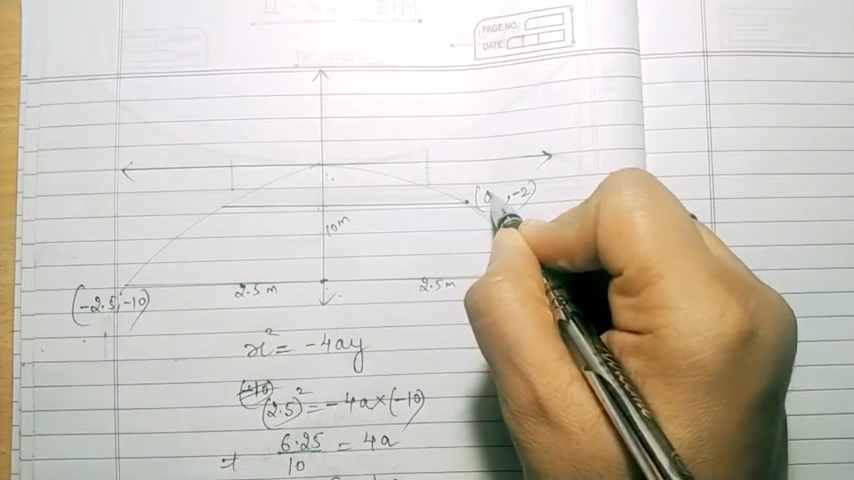 PAGE NO.:
DATE:
, -2)
10m
(-2.5, -10)
2.5 m
2.5 m
x² = -4ay
(2.5)² = -4a×(-10)
6.25/10 = 4a